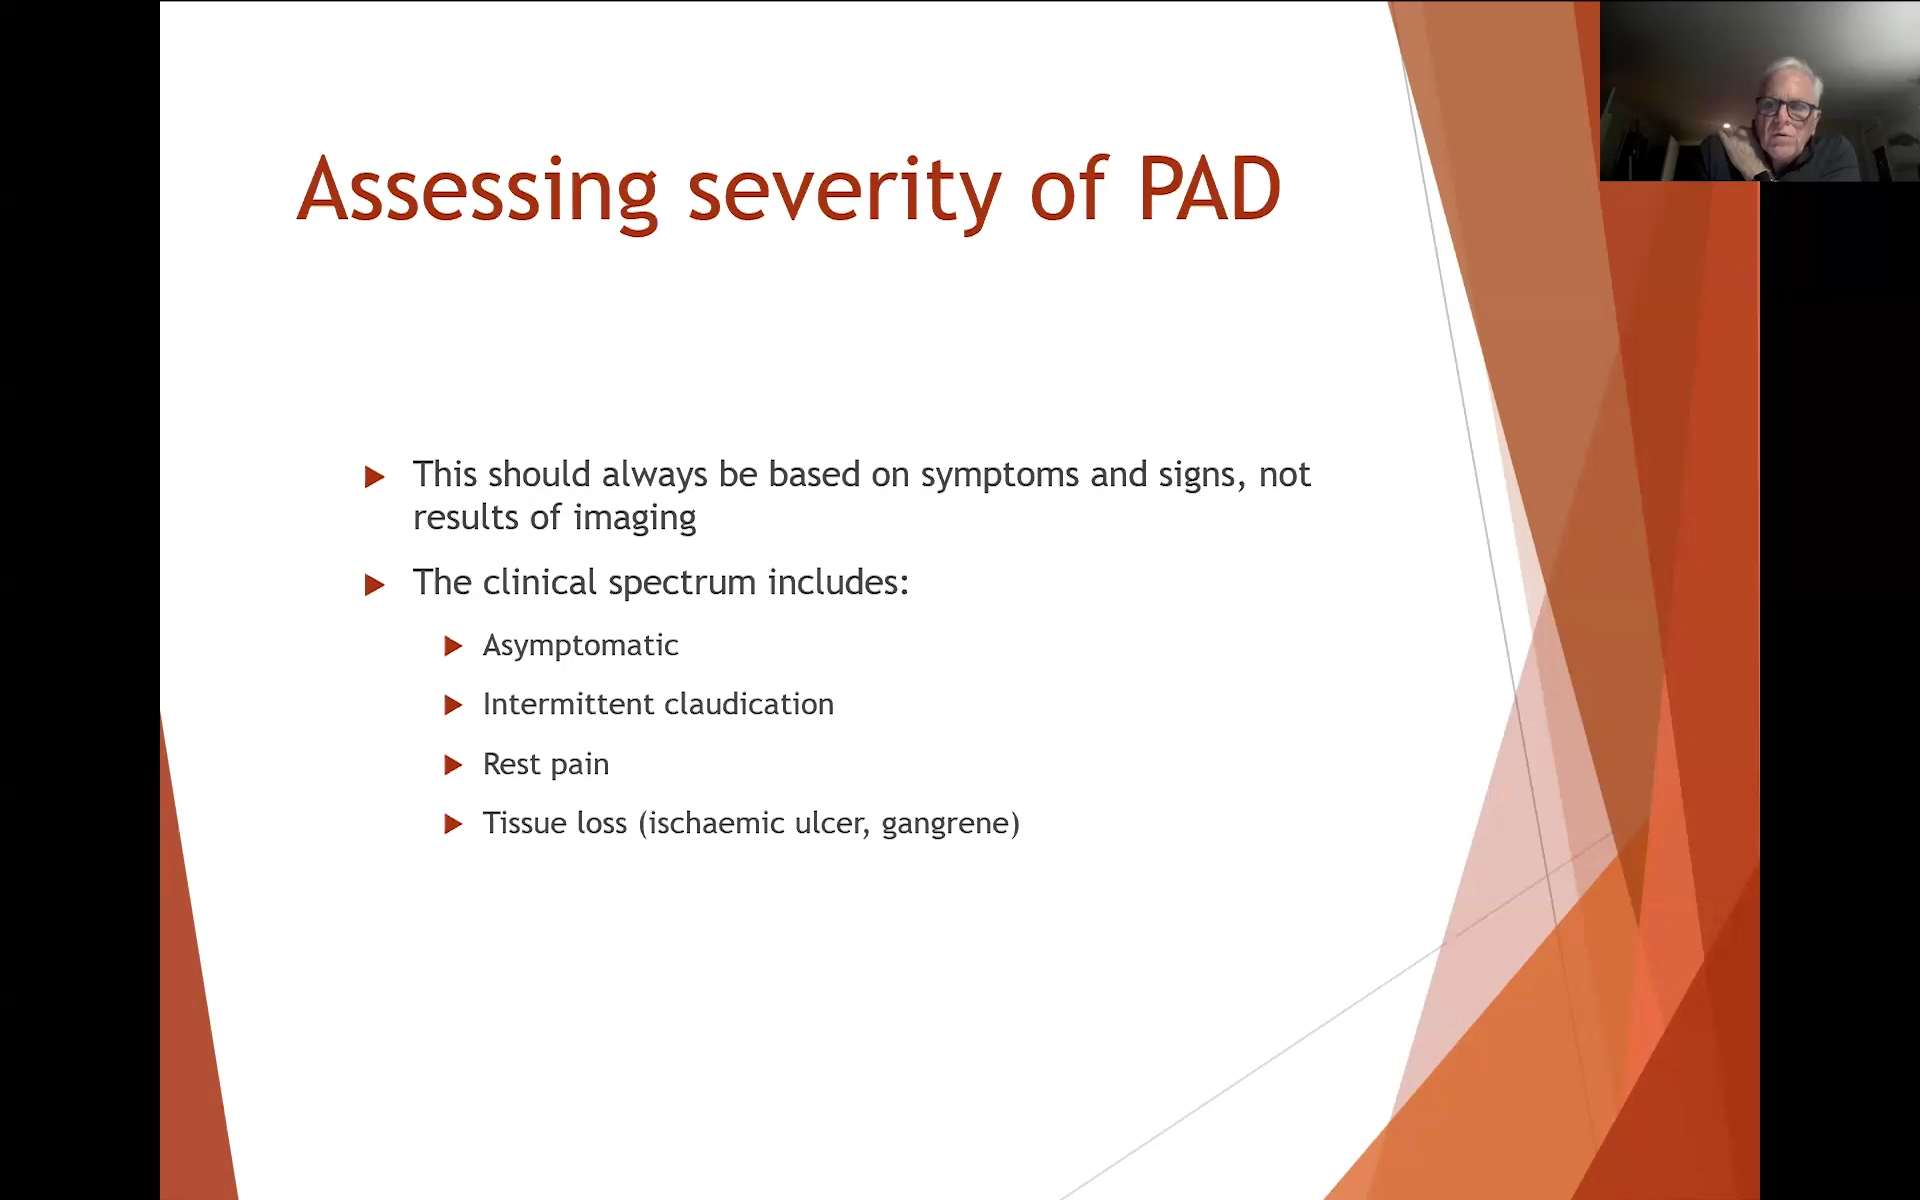 Assessing severity of PAD
This should always be based on symptoms and signs, not
results of imaging
The clinical spectrum includes:
Asymptomatic
Intermittent claudication
Rest pain
Tissue loss (ischaemic ulcer, gangrene)